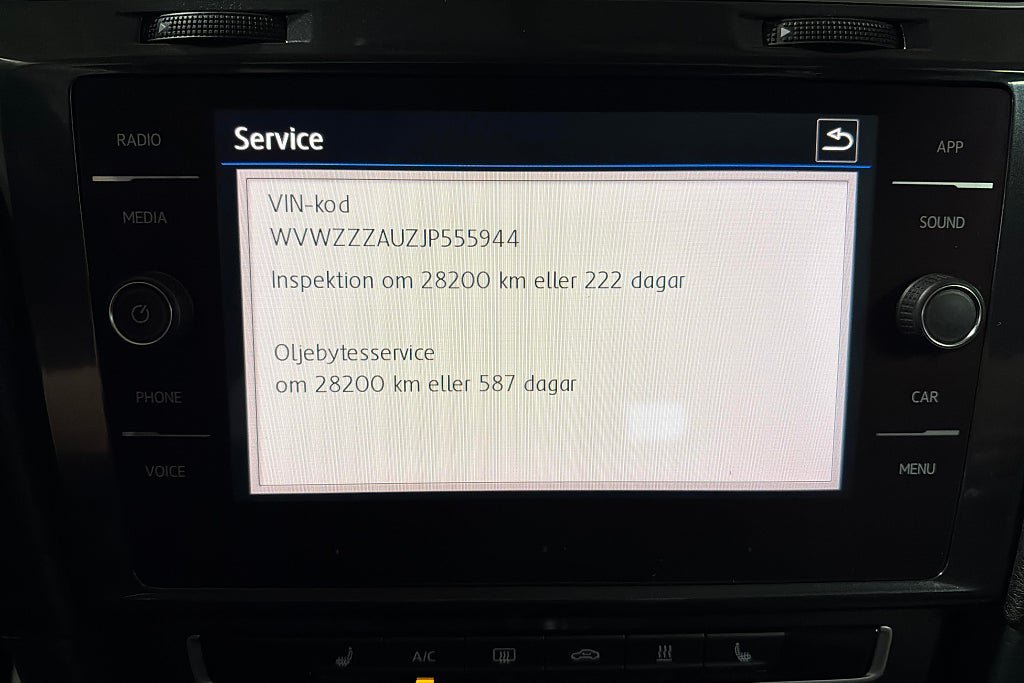 RADIO
MEDIA
PHONE
VOICE
Service
VIN-kod
WVWZZZAUZJP555944
Inspektion om 28200 km eller 222 dagar
Oljebytesservice
om 28200 km eller 587 dagar
APP
SOUND
CAR
MENU
A/C